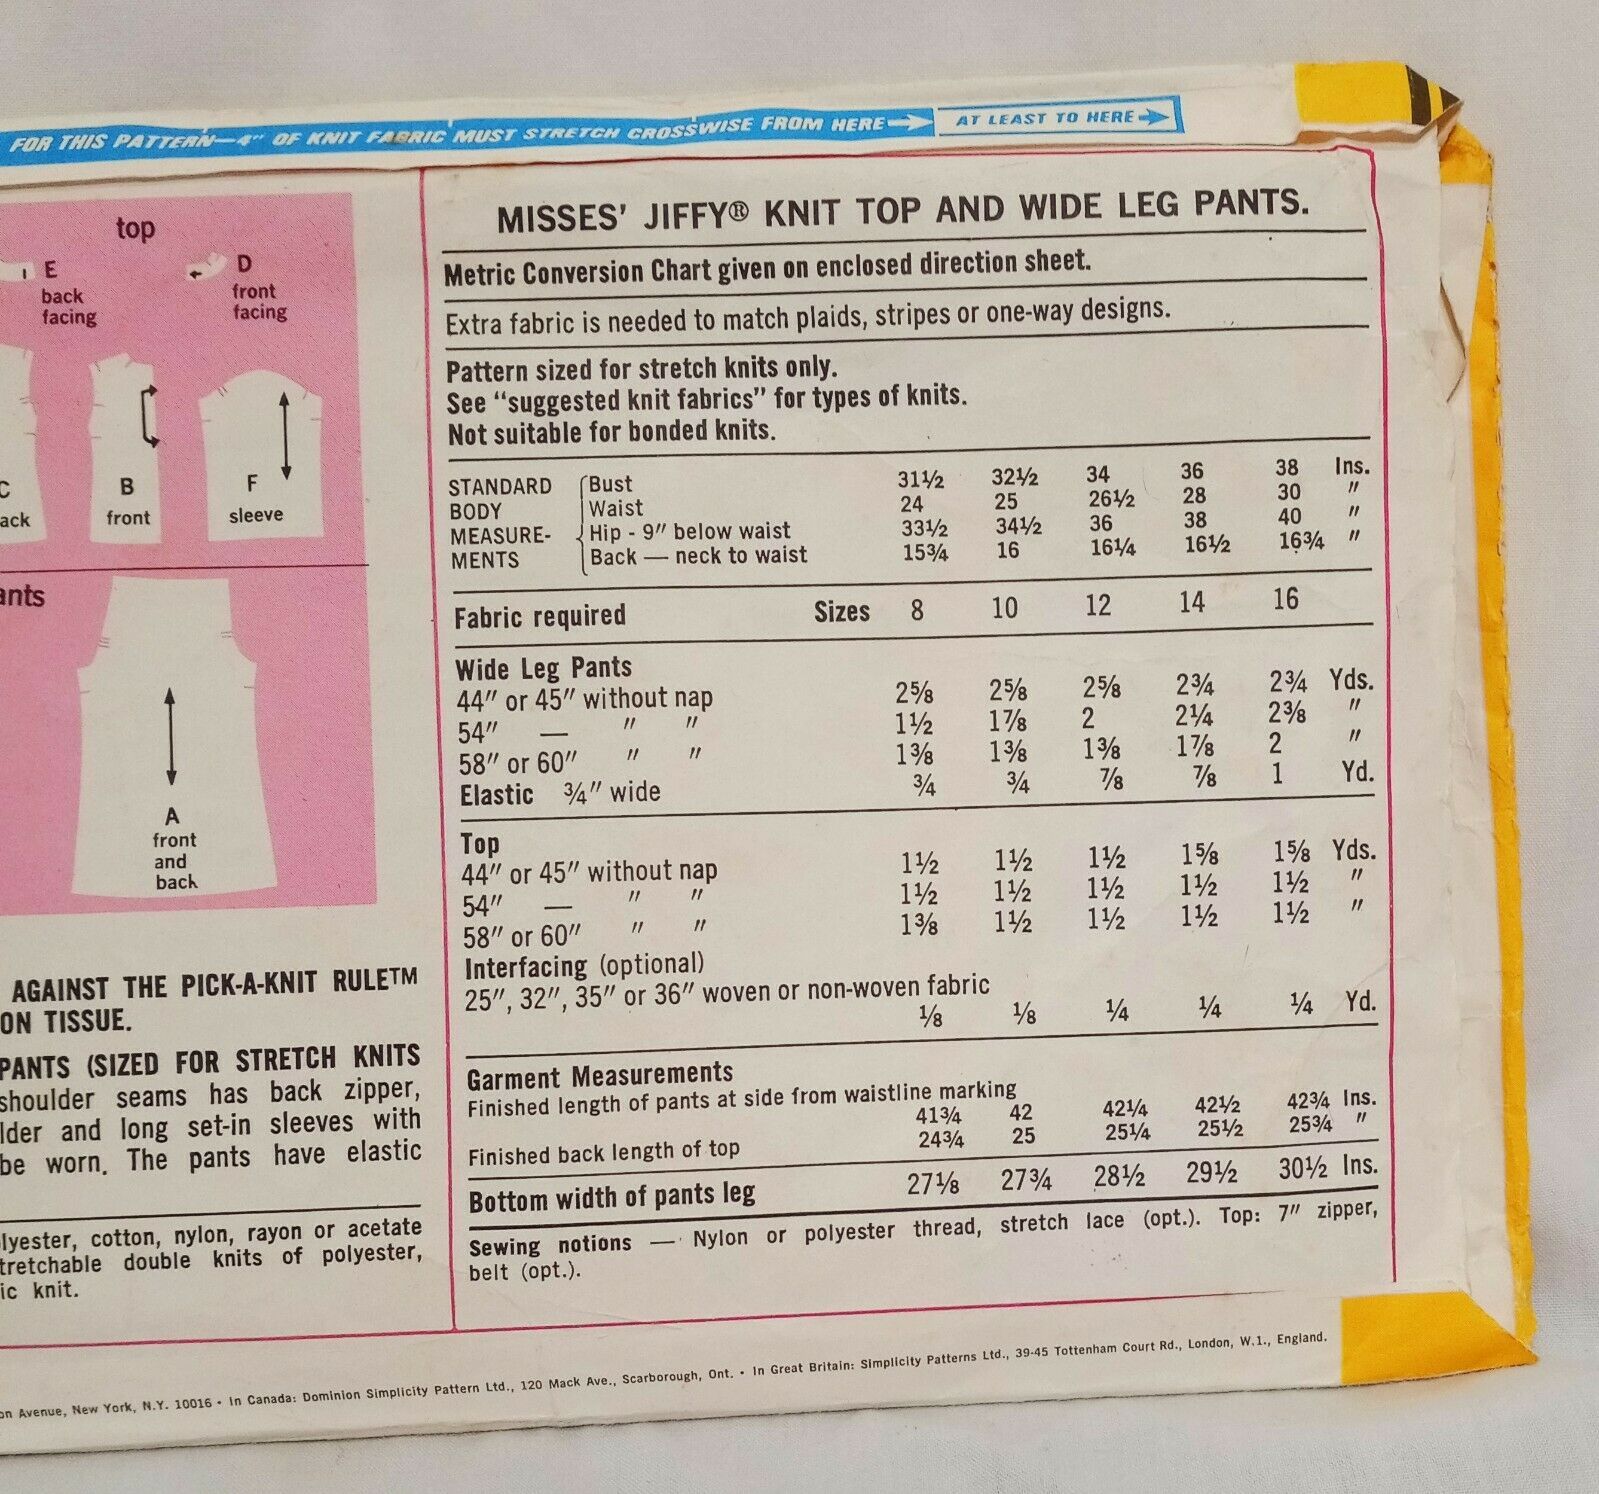 FOR THIS PATTERN—4" OF KNIT FABRIC MUST STRETCH CROSSWISE FROM HERE AT LEAST TO HERE
top
E
back
facing
D
front
facing
C
ack
B
front
F
sleeve
ants
A
front
and
back
AGAINST THE PICK-A-KNIT RULE™
ON TISSUE.
PANTS (SIZED FOR STRETCH KNITS
shoulder seams has back zipper,
lder and long set-in sleeves with
be worn. The pants have elastic
lyester, cotton, nylon, rayon or acetate
tretchable double knits of polyester,
ic knit.
MISSES' JIFFY® KNIT TOP AND WIDE LEG PANTS.
Metric Conversion Chart given on enclosed direction sheet.
Extra fabric is needed to match plaids, stripes or one-way designs.
Pattern sized for stretch knits only.
See "suggested knit fabrics" for types of knits.
Not suitable for bonded knits.
STANDARD BODY MEASURE-MENTS
Bust 31½ 32½ 34 36 38 Ins.
Waist 24 25 26½ 28 30 "
Hip - 9" below waist 33½ 34½ 36 38 40 "
Back — neck to waist 15¾ 16 16¼ 16½ 16¾ "
Fabric required Sizes 8 10 12 14 16
Wide Leg Pants
44" or 45" without nap 2⅝ 2⅝ 2⅝ 2¾ 2¾ Yds.
54" — " " 1½ 1⅞ 2 2¼ 2⅜ "
58" or 60" " " 1⅜ 1⅜ 1⅜ 1⅞ 2 "
Elastic ¾" wide ¾ ¾ ⅞ ⅞ 1 Yd.
Top
44" or 45" without nap 1½ 1½ 1½ 1⅝ 1⅝ Yds.
54" — " " 1½ 1½ 1½ 1½ 1½ "
58" or 60" " " 1⅜ 1½ 1½ 1½ 1½ "
Interfacing (optional)
25", 32", 35" or 36" woven or non-woven fabric
⅛ ⅛ ¼ ¼ ¼ Yd.
Garment Measurements
Finished length of pants at side from waistline marking
41¾ 42 42¼ 42½ 42¾ Ins.
Finished back length of top 24¾ 25 25¼ 25½ 25¾ "
Bottom width of pants leg 27⅛ 27¾ 28½ 29½ 30½ Ins.
Sewing notions — Nylon or polyester thread, stretch lace (opt.). Top: 7" zipper,
belt (opt.).
on Avenue, New York, N.Y. 10016 • In Canada: Dominion Simplicity Pattern Ltd., 120 Mack Ave., Scarborough, Ont. • In Great Britain: Simplicity Patterns Ltd., 39-45 Tottenham Court Rd., London, W.1., England.